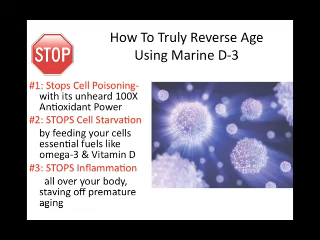 STOP
How To Truly Reverse Age
Using Marine D-3
#1: Stops Cell Poisoning-
with its unheard 100X
Antioxidant Power
#2: STOPS Cell Starvation
by feeding your cells
essential fuels like
omega-3 & Vitamin D
#3: STOPS Inflammation
all over your body,
staving off premature
aging